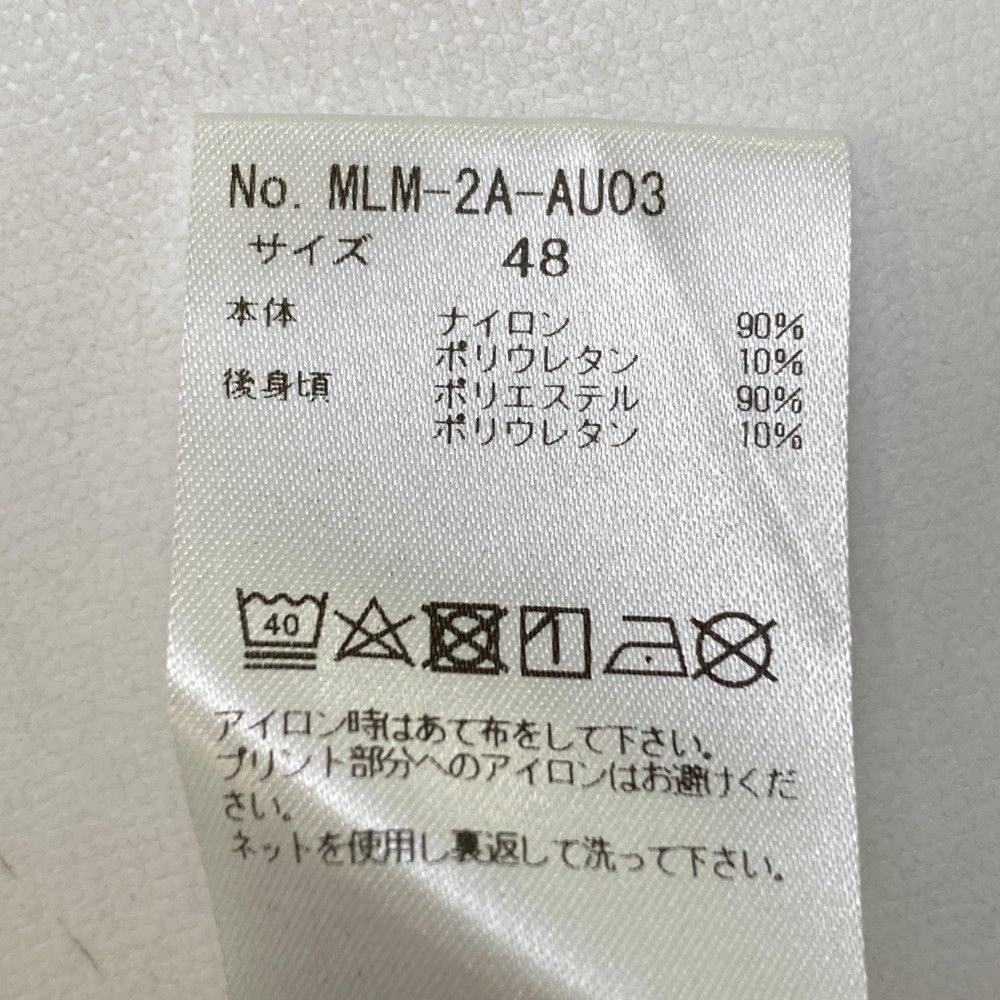 No. MLM-2A-AU03
サイズ 48
本体 ナイロン 90%
ポリウレタン 10%
後身頃 ポリエステル 90%
ポリウレタン 10%
40
アイロン時はあて布をして下さい。
プリント部分へのアイロンはお避けくだ
さい。
ネットを使用し裏返して洗って下さい。